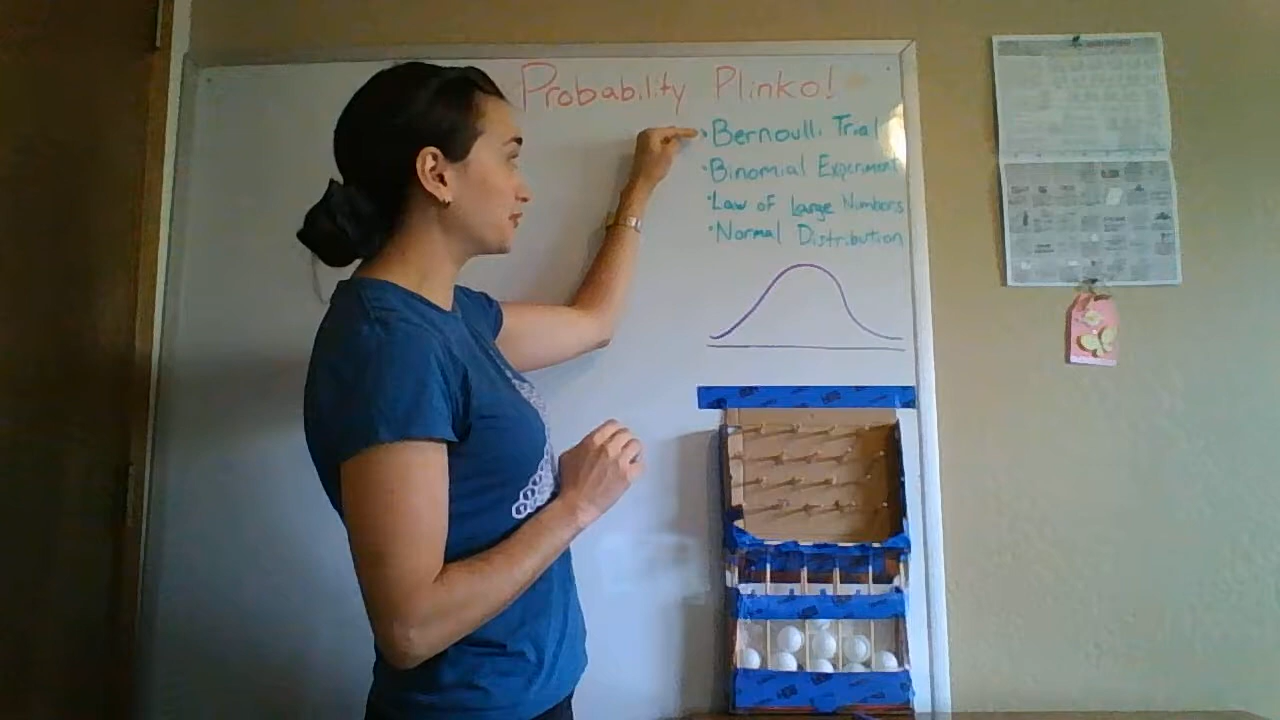 Probability Plinko!
• Bernoulli Trial
• Binomial Experiment
• Law of Large Numbers
• Normal Distribution